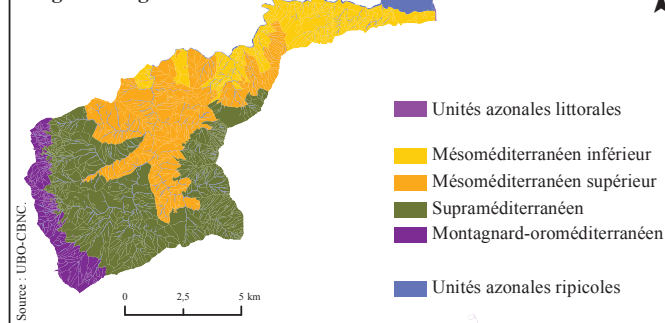 Unités azonales littorales
Mésoméditerranéen inférieur
Mésoméditerranéen supérieur
Supraméditerranéen
Montagnard-oroméditerranéen
Unités azonales ripicoles
Source : UBO-CBNC.
0 2,5 5 km